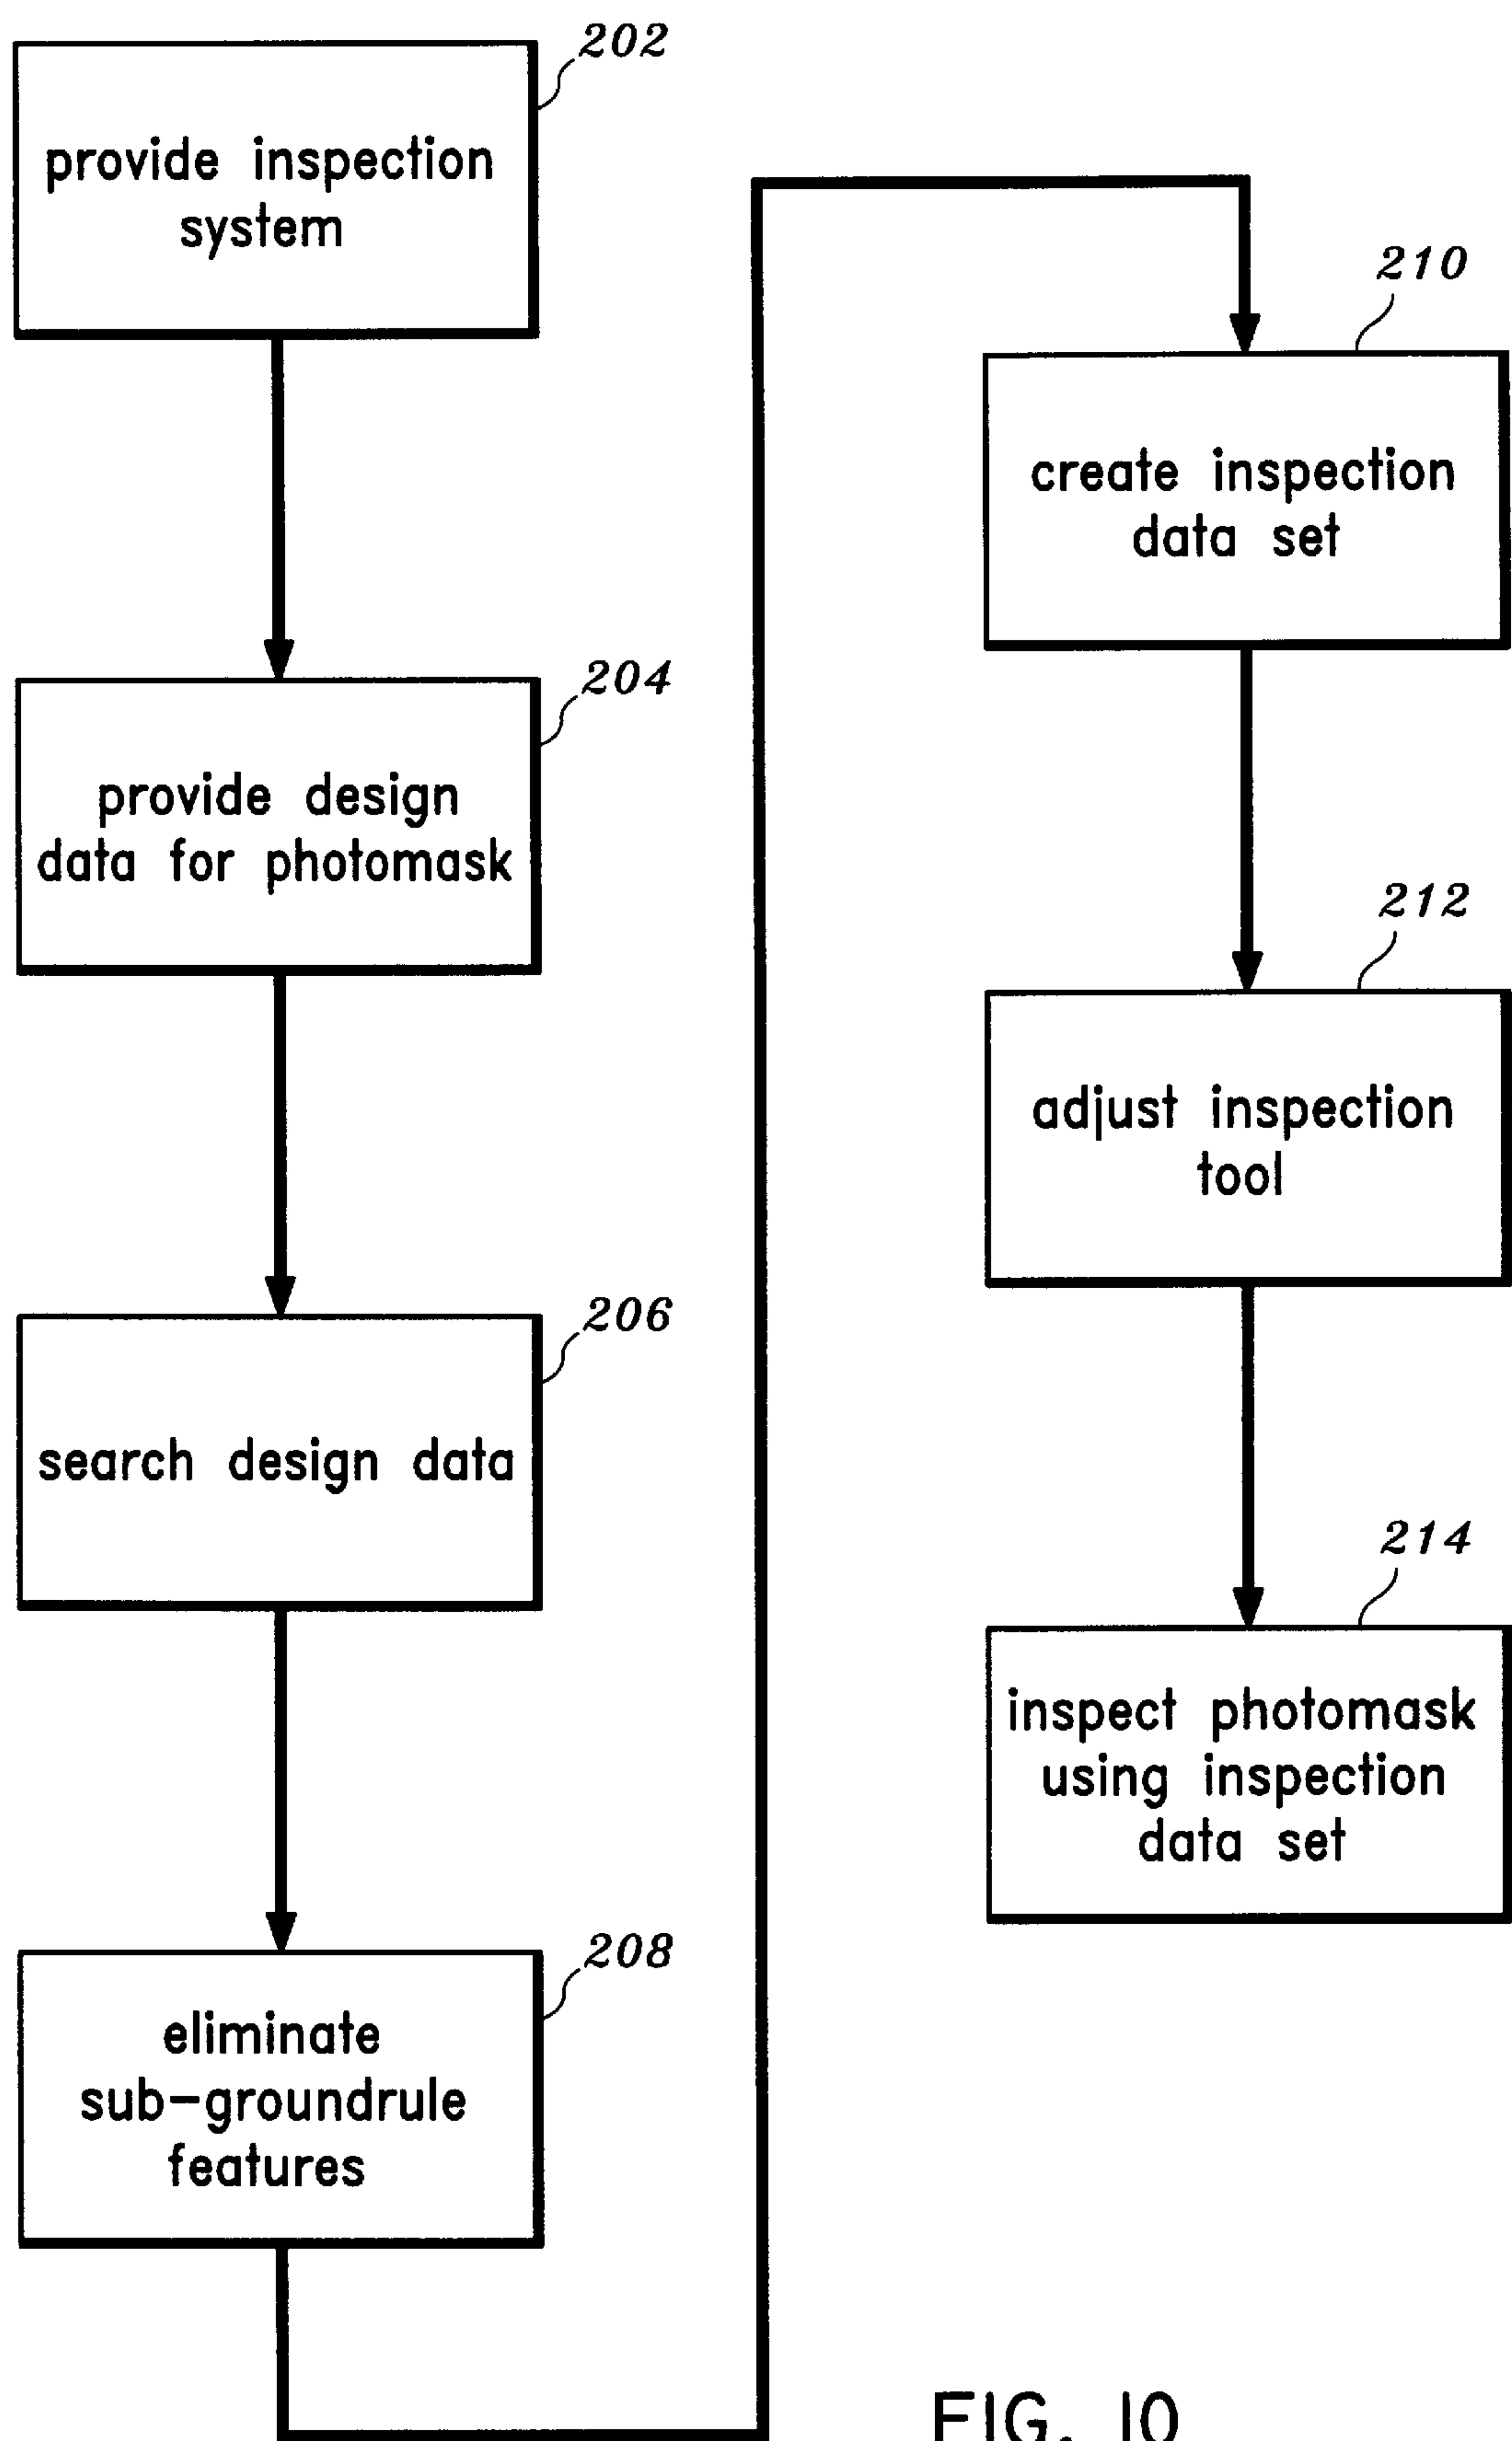 202
provide inspection
system
204
provide design
data for photomask
206
search design data
208
eliminate
sub-groundrule
features
210
create inspection
data set
212
adjust inspection
tool
214
inspect photomask
using inspection
data set
FIG. 10